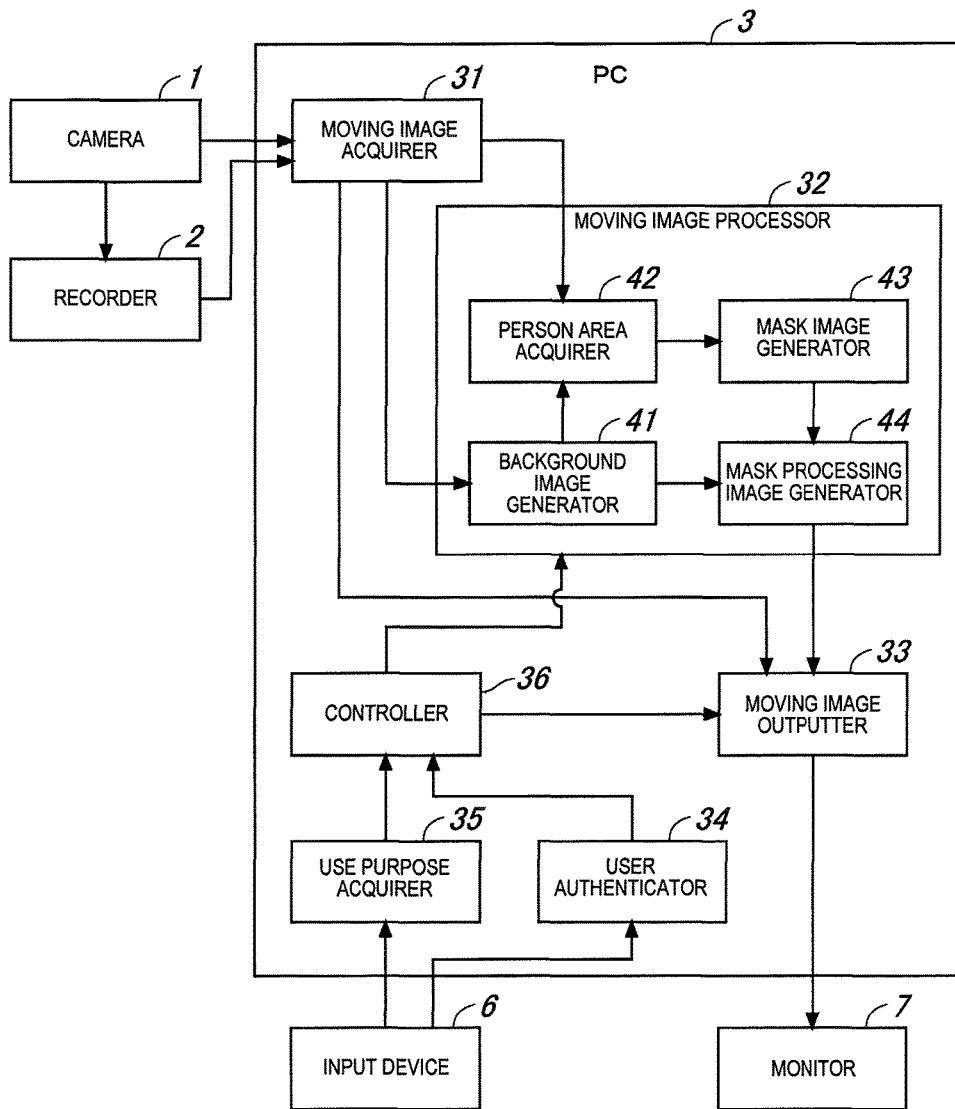 3
PC
1
CAMERA
31
MOVING IMAGE
ACQUIRER
32
MOVING IMAGE PROCESSOR
2
RECORDER
42
PERSON AREA
ACQUIRER
43
MASK IMAGE
GENERATOR
41
BACKGROUND
IMAGE
GENERATOR
44
MASK PROCESSING
IMAGE GENERATOR
36
CONTROLLER
33
MOVING IMAGE
OUTPUTTER
35
USE PURPOSE
ACQUIRER
34
USER
AUTHENTICATOR
6
INPUT DEVICE
7
MONITOR